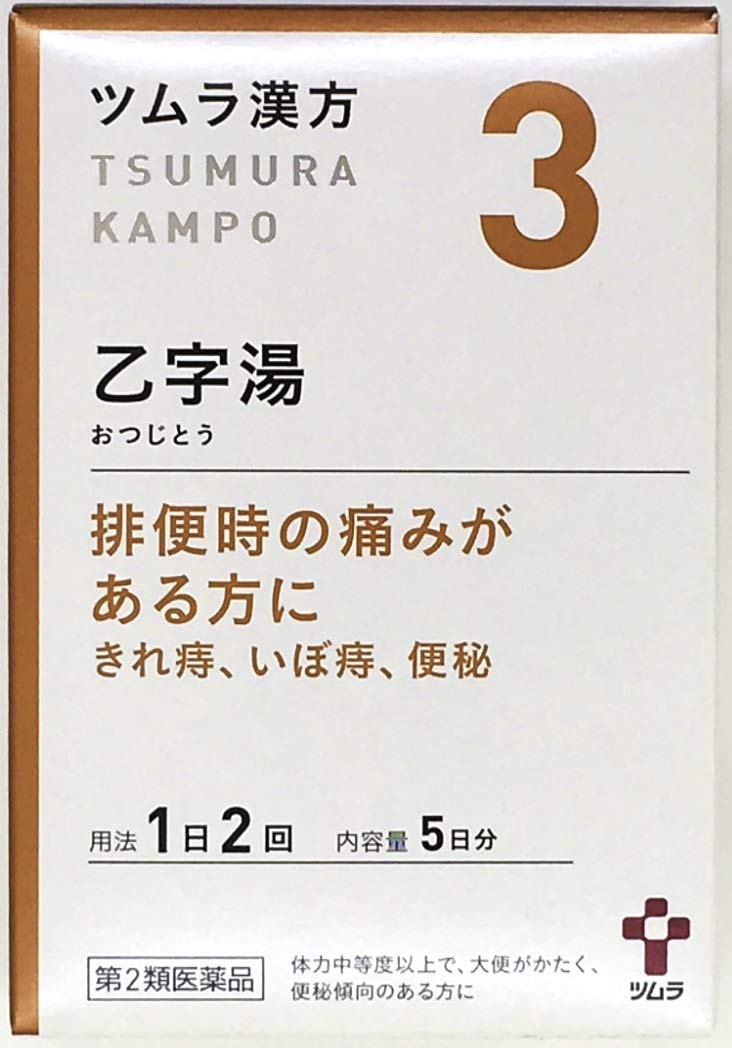 ツムラ漢方
TSUMURA
KAMPO
3
乙字湯
おつじとう
排便時の痛みが
ある方に
きれ痔、いぼ痔、便秘
用法 1日2回 内容量 5日分
第2類医薬品
体力中等度以上で、大便がかたく、
便秘傾向のある方に
ツムラ